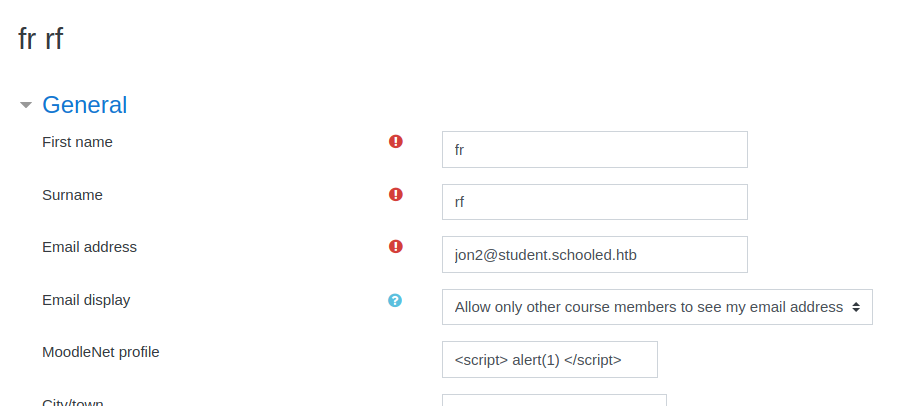 fr rf
General
First name
fr
Surname
rf
Email address
jon2@student.schooled.htb
Email display
Allow only other course members to see my email address
MoodleNet profile
<script> alert(1) </script>
City/town